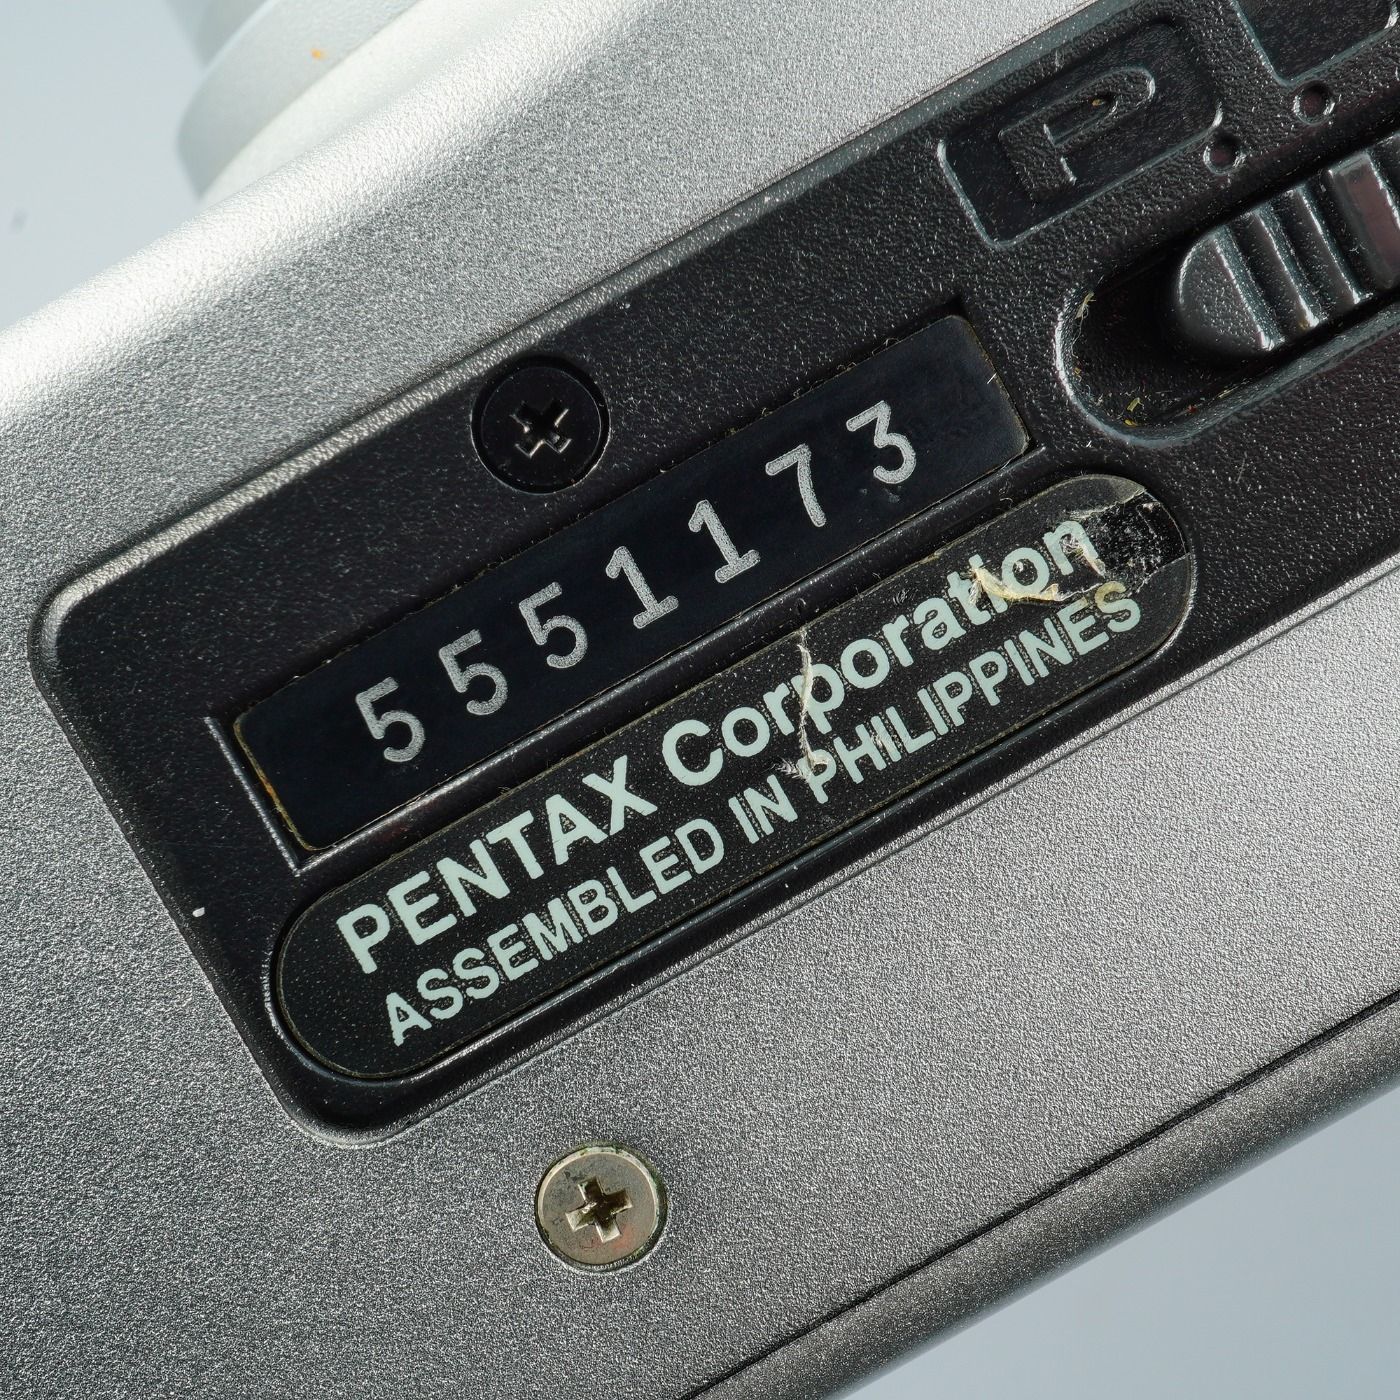 P
5551173
PENTAX Corporation
ASSEMBLED IN PHILIPPINES